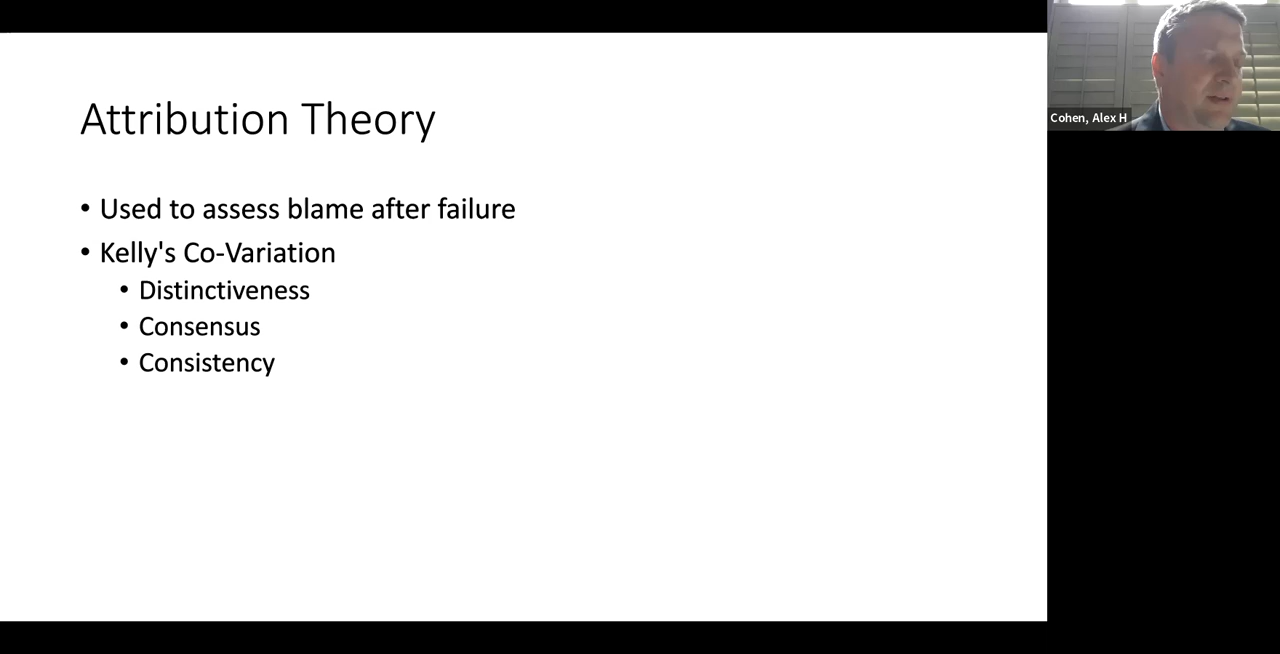 Attribution Theory
• Used to assess blame after failure
• Kelly's Co-Variation
• Distinctiveness
• Consensus
• Consistency
Cohen, Alex H